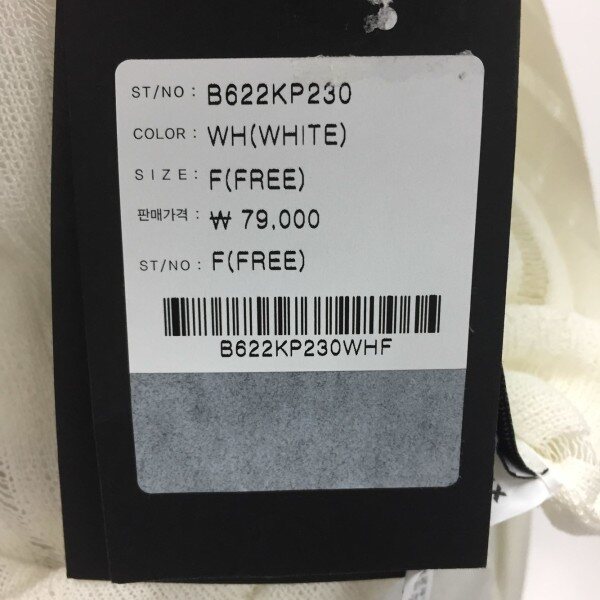 ST/NO : B622KP230
COLOR : WH(WHITE)
SIZE : F(FREE)
판매가격 : ₩ 79,000
ST/NO : F(FREE)
B622KP230WHF